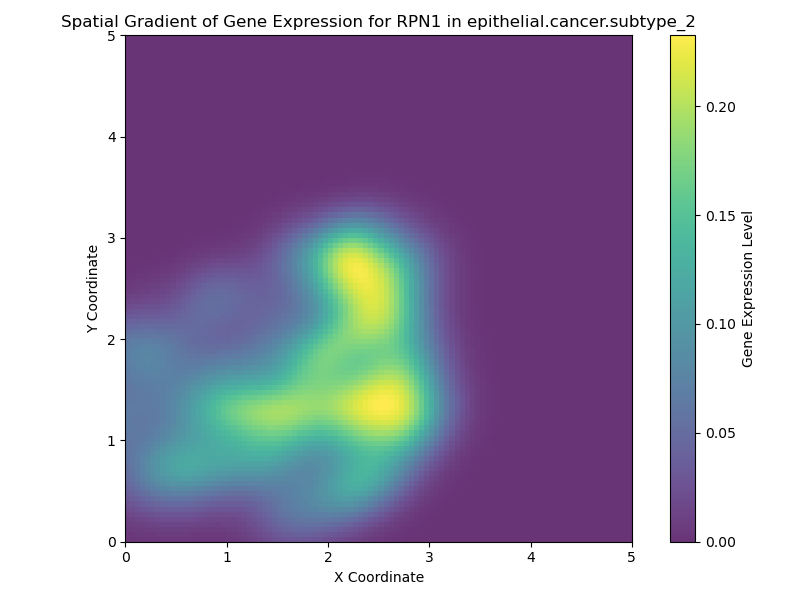 Spatial Gradient of Gene Expression for RPN1 in epithelial.cancer.subtype_2
5
4
3
2
1
0
0 1 2 3 4 5
X Coordinate
Y Coordinate
0.20
0.15
0.10
0.05
0.00
Gene Expression Level